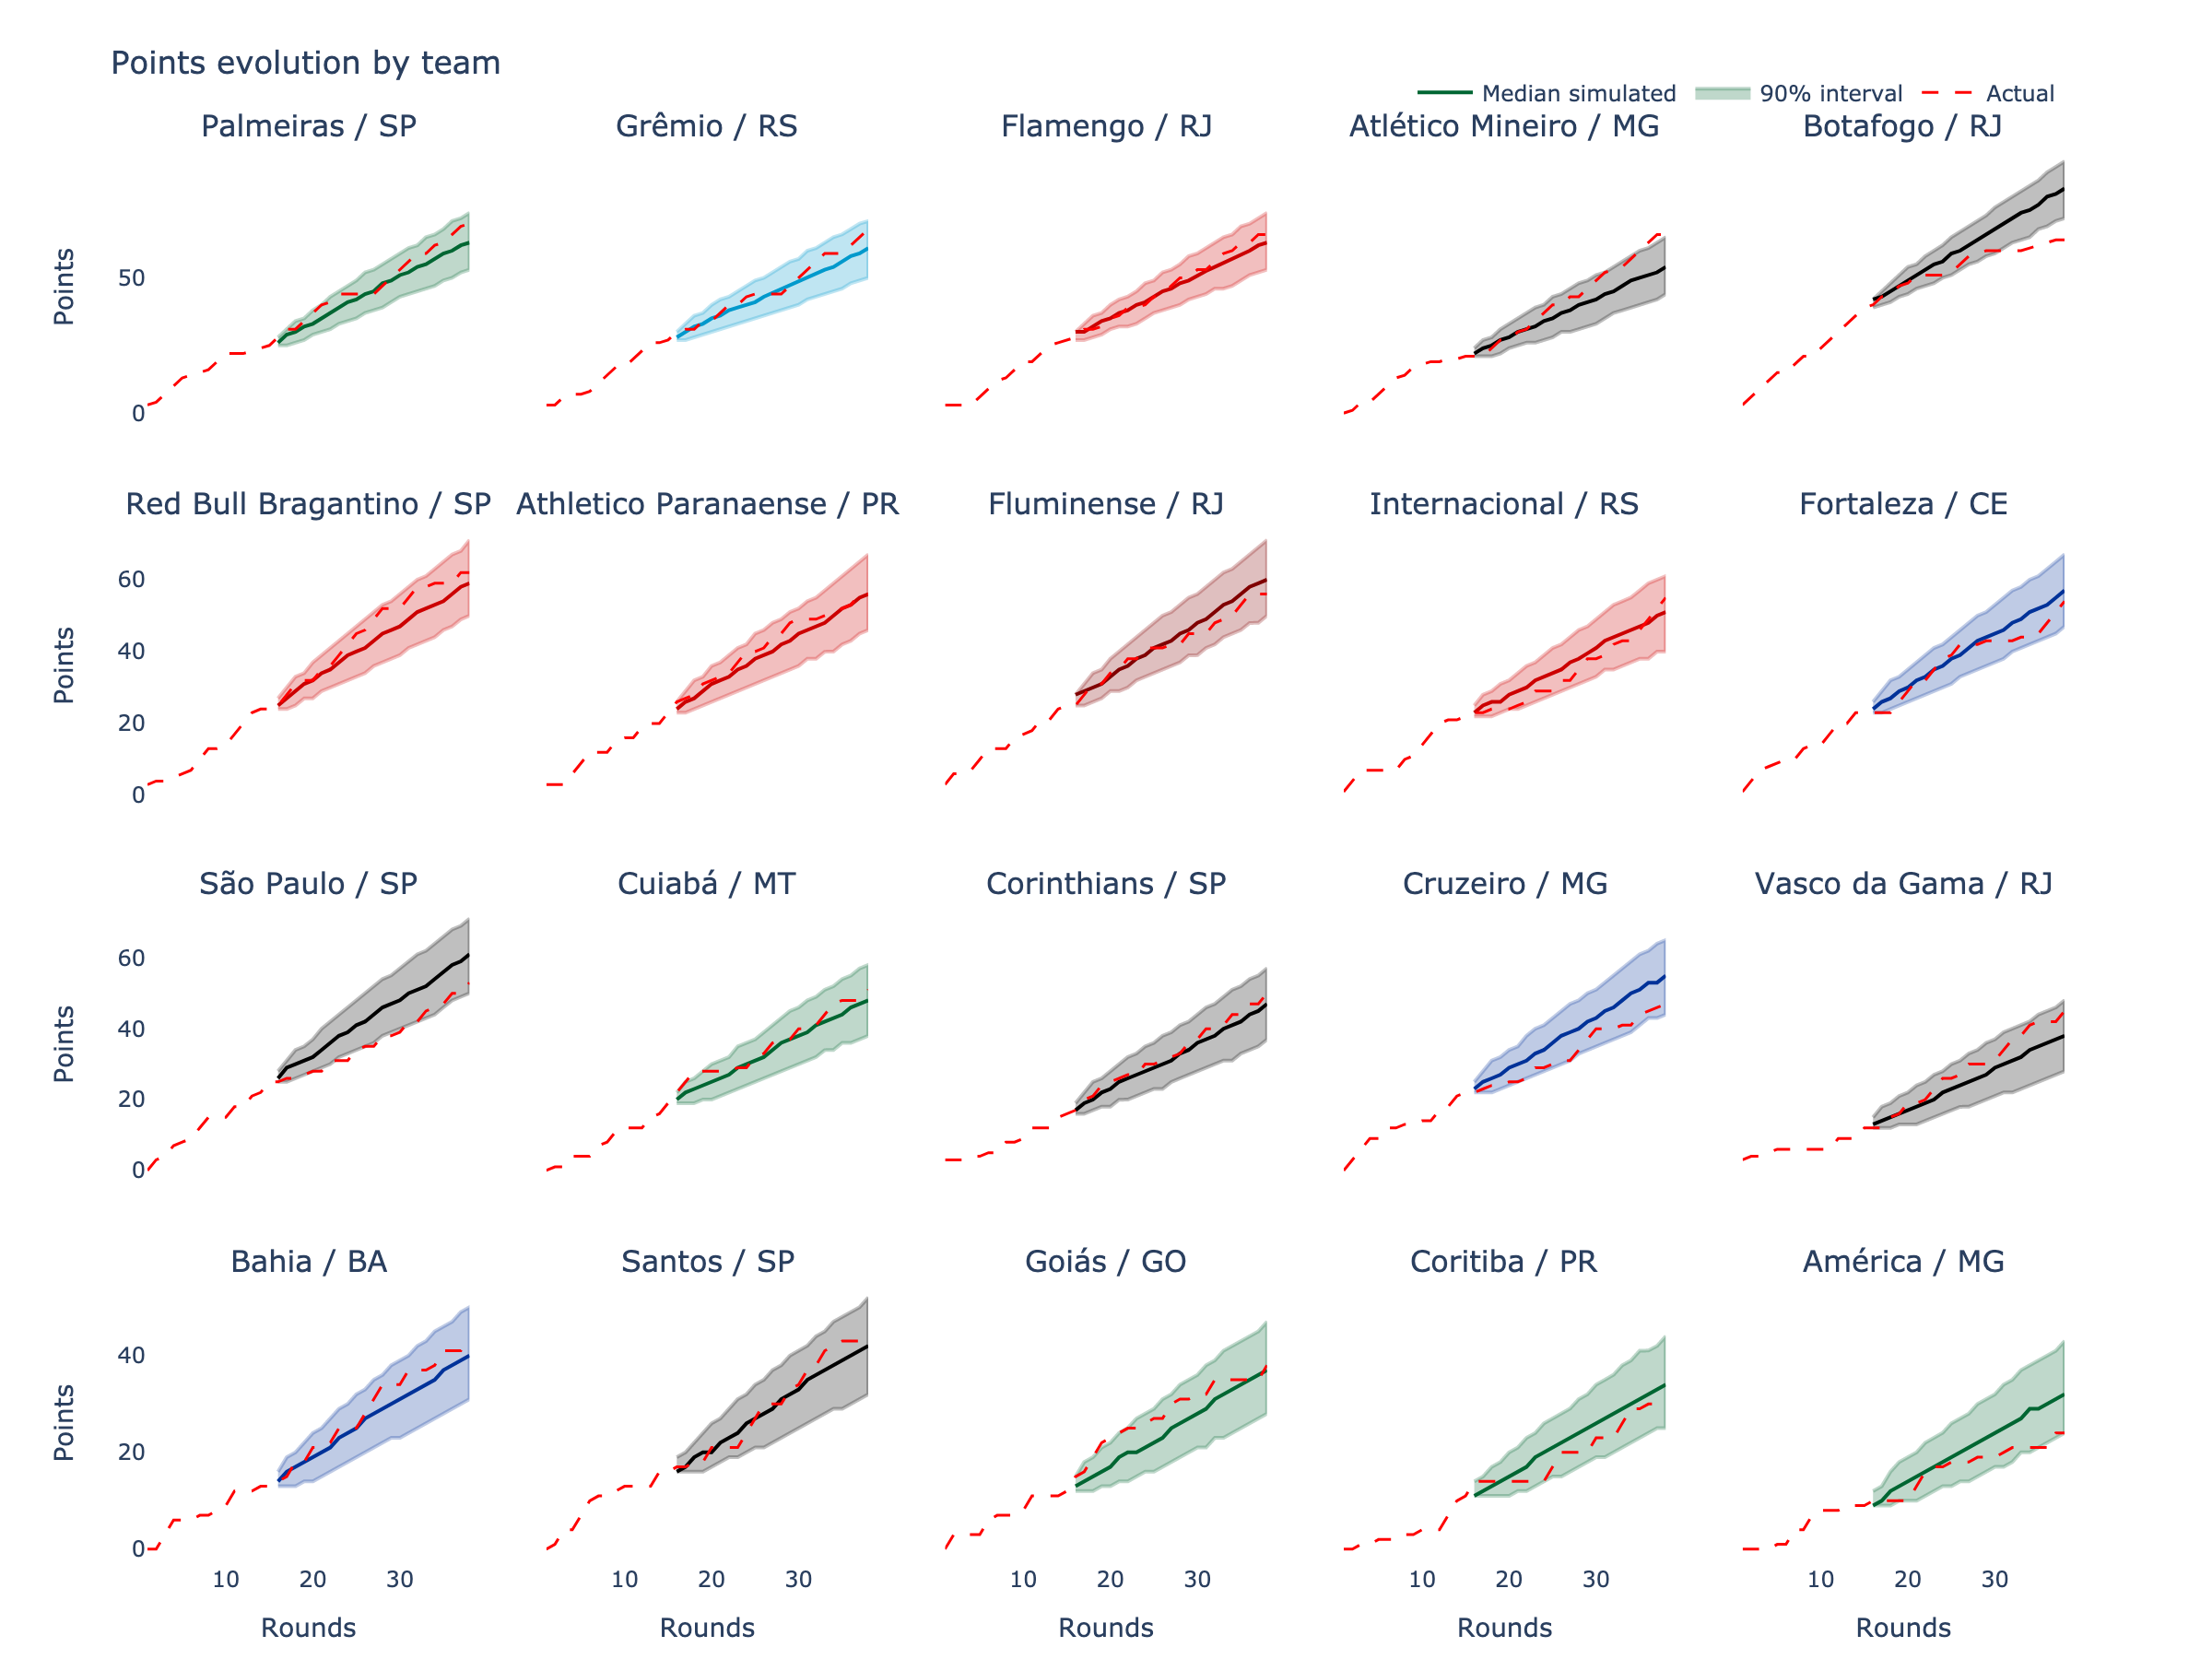 Points evolution by team
Median simulated 90% interval Actual
Palmeiras / SP Grêmio / RS Flamengo / RJ Atlético Mineiro / MG Botafogo / RJ
Points
50
0
Red Bull Bragantino / SP Athletico Paranaense / PR Fluminense / RJ Internacional / RS Fortaleza / CE
Points
60
40
20
0
São Paulo / SP Cuiabá / MT Corinthians / SP Cruzeiro / MG Vasco da Gama / RJ
Points
60
40
20
0
Bahia / BA Santos / SP Goiás / GO Coritiba / PR América / MG
Points
40
20
0
10 20 30 10 20 30 10 20 30 10 20 30 10 20 30
Rounds Rounds Rounds Rounds Rounds